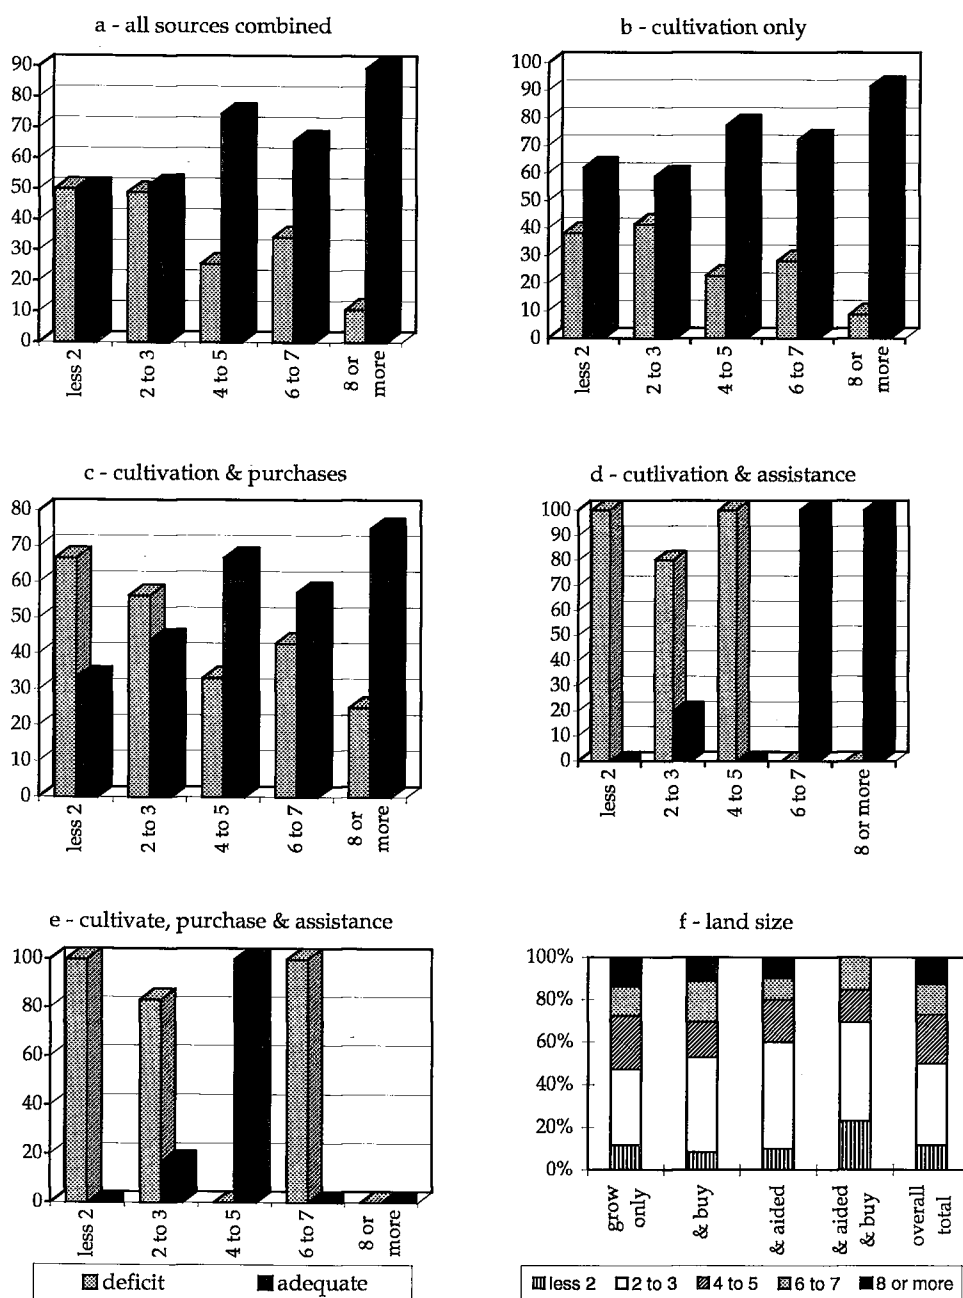 a - all sources combined
90
80
70
60
50
40
30
20
10
0
less 2
2 to 3
4 to 5
6 to 7
8 or
more
b - cultivation only
100
90
80
70
60
50
40
30
20
10
0
less 2
2 to 3
4 to 5
6 to 7
8 or
more
c - cultivation & purchases
80
70
60
50
40
30
20
10
0
less 2
2 to 3
4 to 5
6 to 7
8 or
more
d - cutlivation & assistance
100
90
80
70
60
50
40
30
20
10
0
less 2
2 to 3
4 to 5
6 to 7
8 or more
e - cultivate, purchase & assistance
100
80
60
40
20
0
less 2
2 to 3
4 to 5
6 to 7
8 or
more
deficit
adequate
f - land size
100%
80%
60%
40%
20%
0%
grow
only
& buy
& aided
& aided
& buy
overall
total
less 2
2 to 3
4 to 5
6 to 7
8 or more